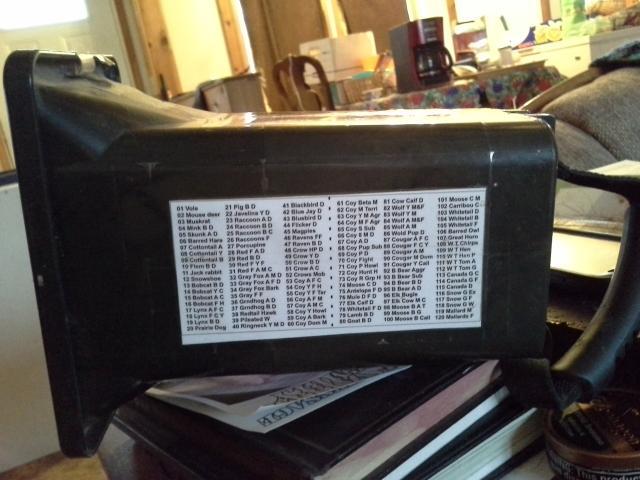 01 Vole
02 Mouse deer
03 Muskrat
04 Mink B D
05 Skunk A D
06 Barred Hare
07 Cottontail A
08 Cottontail Y
09 Cottontail D
10 Flem B D
11 Jack rabbit
12 Snowshoe
13 Bobcat B D
14 Bobcat D
15 Bobcat A C
16 Bobcat A F
17 Lynx A F C
18 Lynx F C
19 Lynx B D
20 Prairie Dog
21 Pig B D
22 Javelina Y D
23 Raccoon A D
24 Raccoon B D
25 Raccoon B C
26 Raccoons
27 Porcupine
28 Red F
29 Red B D
30 Red F Y F
31 Red F A M C
32 Gray Fox A M D
33 Gray Fox A F D
34 Gray Fox Bark
35 Gray F F
36 Grndhog A D
37 Grndhog B D
38 Redtail Hawk
39 Pileated W
40 Ringneck Y M D
41 Blackbird D
42 Blue Jay D
43 Bluebird D
44 Flicker D
45 Magpies
46 Ravens FF
47 Raven B D
48 Crow HP D
49 Crow Y D
50 Crow F
51 Crow A C
52 Crows Mob
53 Coy A F C
54 Coy Y F H
55 Coy Y F Ter
56 Coy A F M
57 Coy A M C
58 Coy Y Howl
59 Coy A Bark
60 Coy Dom M
61 Coy Beta M
62 Coy M Terri
63 Coy Y M Agr
64 Coy M F Agr
65 Coy S Sub
66 Coy S D
67 Coy A D
68 Coy Pup Sub
69 Coy P D
70 Coy Fight
71 Coy P Howl
72 Coy Hunt H
73 Coy R Grp H
74 Moose C D
75 Antelope F D
76 Mule D F D
77 Elk Calf D
78 Whitetail F D
79 Lamb B D
80 Goat B D
81 Cow Calf D
82 Wolf Y M&F
83 Wolf Y M
84 Wolf A M&F
85 Wolf M
86 Wold Pup D
87 Cougar A F C
88 Cougar F C Y
89 Cougar P D
90 Cougar M Dom
91 Cougar Y Call
92 B Bear Aggr
93 B Bear Cub
94 B Bear B D
95 B Bear A D
96 Elk Bugle
97 Elk Cow M C
98 Moose B A T
99 Moose B G
100 Moose B Call
101 Moose C M
102 Carribou C
103 Whitetail D
104 Whitetail B
105 Whitetail F
106 Barred Owl
107 Great Horn
108 W.T. Chirps
109 W T Hen
110 W T Hen P
111 W T Hen Y
112 W T Tom G
113 Canada G C
114 Canada G F
115 Canada G
116 Snow G Ex
117 Snow G D
118 Snow G W
119 Mallard M
120 Mallards F